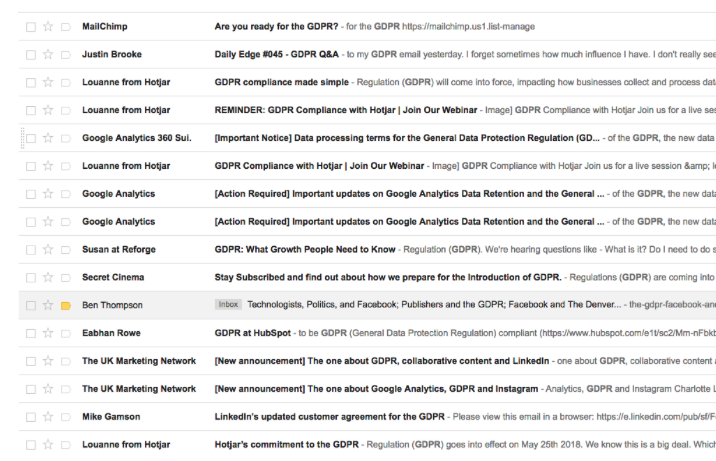 MailChimp Are you ready for the GDPR? - for the GDPR https://mailchimp.us1.list-manage
Justin Brooke Daily Edge #045 - GDPR Q&A - to my GDPR email yesterday. I forget sometimes how much influence I have. I don't really see
Louanne from Hotjar GDPR compliance made simple - Regulation (GDPR) will come into force, impacting how businesses collect and process dat
Louanne from Hotjar REMINDER: GDPR Compliance with Hotjar | Join Our Webinar - Image] GDPR Compliance with Hotjar Join us for a live ses
Google Analytics 360 Sui. [Important Notice] Data processing terms for the General Data Protection Regulation (GD... - of the GDPR, the new data
Louanne from Hotjar GDPR Compliance with Hotjar | Join Our Webinar - Image] GDPR Compliance with Hotjar Join us for a live session &amp; l
Google Analytics [Action Required] Important updates on Google Analytics Data Retention and the General ... - of the GDPR, the new data
Google Analytics [Action Required] Important updates on Google Analytics Data Retention and the General ... - of the GDPR, the new data
Susan at Reforge GDPR: What Growth People Need to Know - Regulation (GDPR). We're hearing questions like - What is it? Do I need to do s
Secret Cinema Stay Subscribed and find out about how we prepare for the Introduction of GDPR. - Regulations (GDPR) are coming into
Ben Thompson Inbox Technologists, Politics, and Facebook; Publishers and the GDPR; Facebook and The Denver... - the-gdpr-facebook-an
Eabhan Rowe GDPR at HubSpot - to be GDPR (General Data Protection Regulation) compliant (https://www.hubspot.com/e1t/sc2/Mm-nFbkt
The UK Marketing Network [New announcement] The one about GDPR, collaborative content and LinkedIn - one about GDPR, collaborative content a
The UK Marketing Network [New announcement] The one about Google Analytics, GDPR and Instagram - Analytics, GDPR and Instagram Charlotte L
Mike Gamson LinkedIn's updated customer agreement for the GDPR - Please view this email in a browser: https://e.linkedin.com/pub/sf/F
Louanne from Hotjar Hotjar's commitment to the GDPR - Regulation (GDPR) goes into effect on May 25th 2018. We know this is a big deal. Which